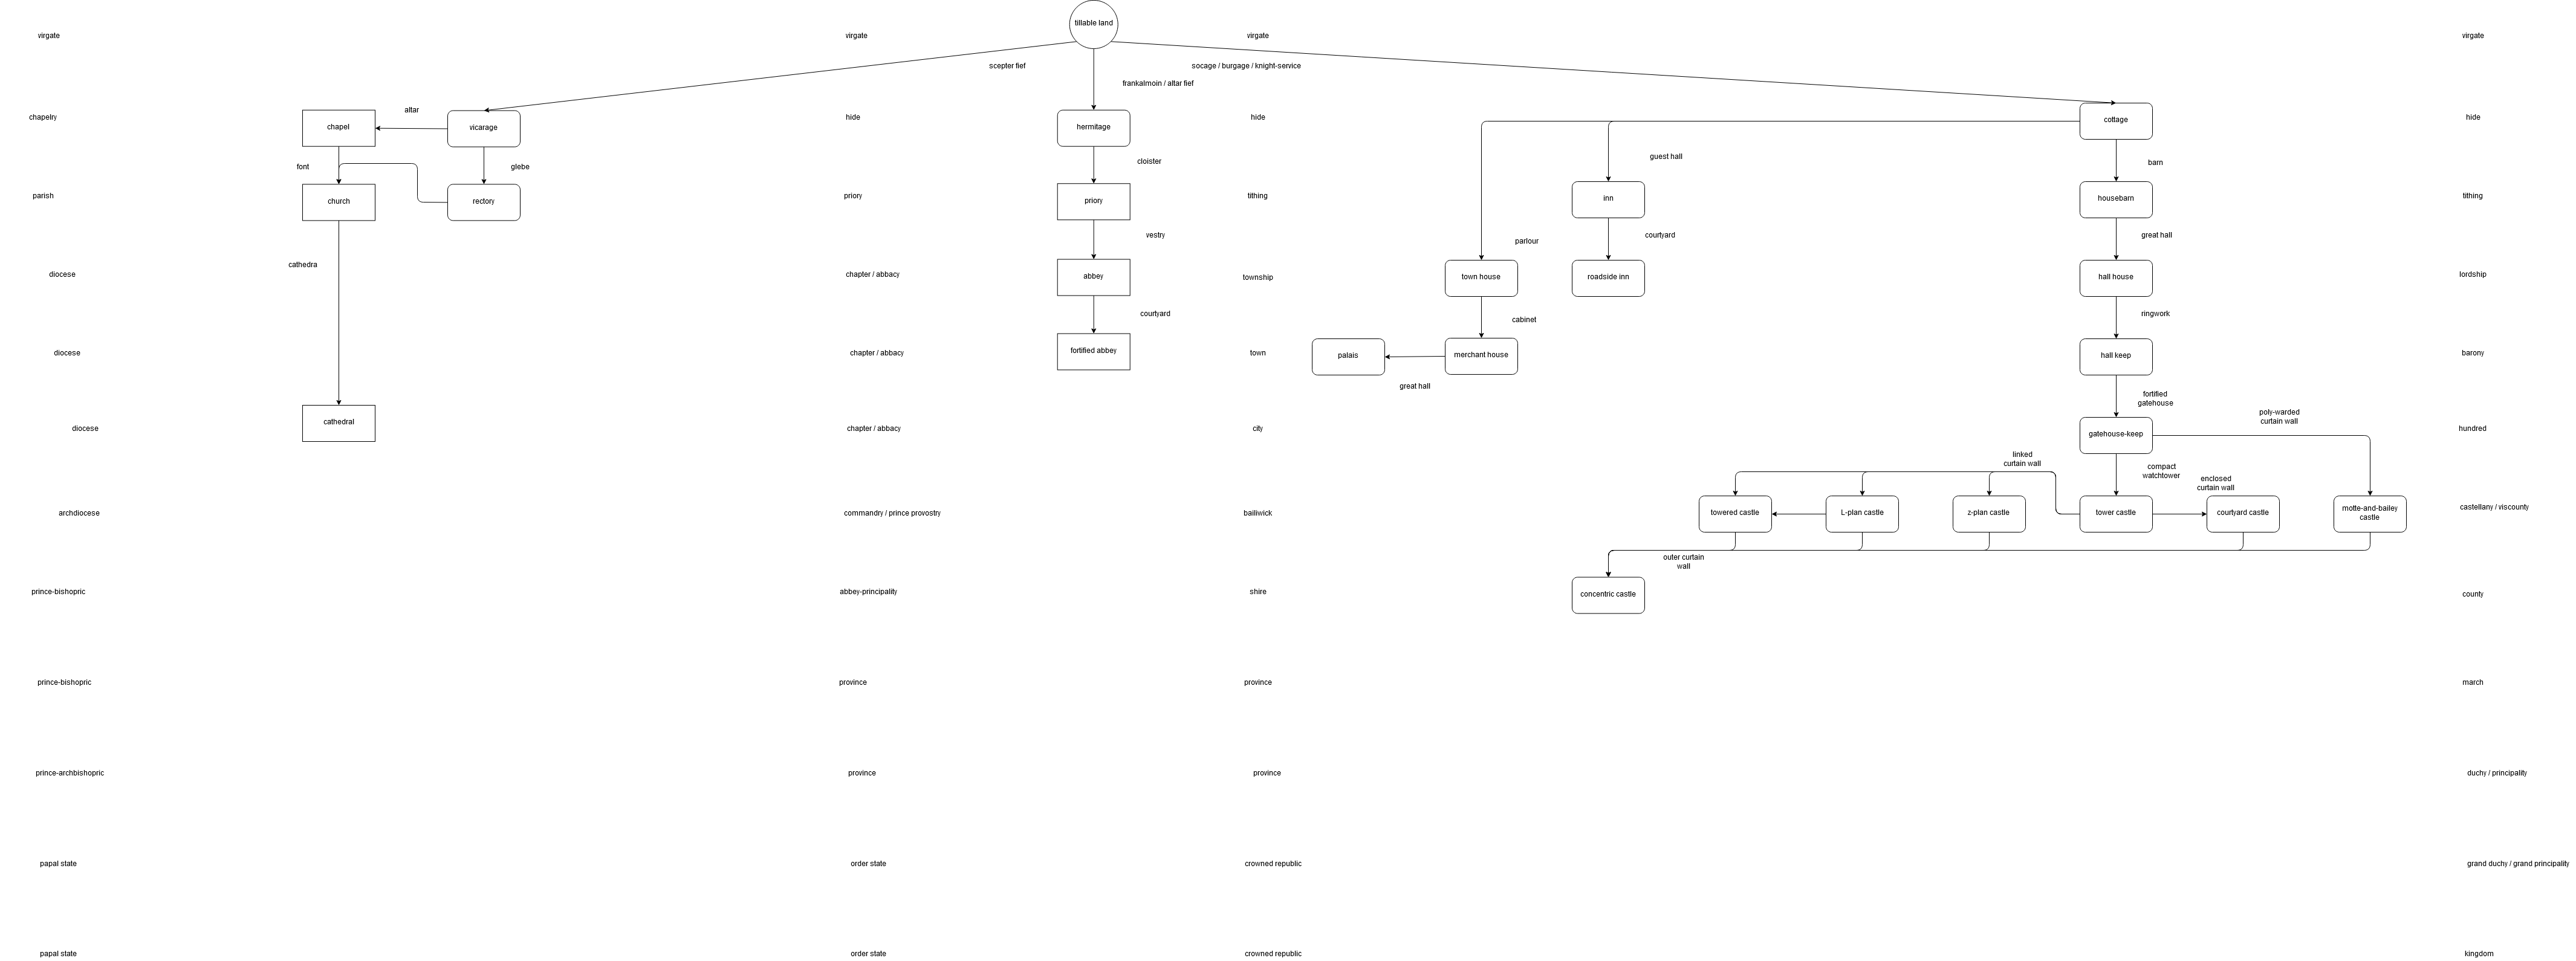 tillable land
virgate
virgate
virgate
virgate
scepter fief
socage / burgage / knight-service
frankalmoin / altar fief
chapelry
altar
chapel
vicarage
hide
hermitage
hide
cottage
hide
font
glebe
cloister
guest hall
barn
parish
church
rectory
priory
priory
tithing
inn
housebarn
tithing
cathedra
vestry
parlour
courtyard
great hall
diocese
chapter / abbacy
abbey
township
town house
roadside inn
hall house
lordship
courtyard
cabinet
ringwork
diocese
chapter / abbacy
fortified abbey
town
palais
merchant house
hall keep
barony
great hall
fortified
gatehouse
poly-warded
curtain wall
diocese
cathedral
chapter / abbacy
city
gatehouse-keep
hundred
linked
curtain wall
compact
watchtower
enclosed
curtain wall
archdiocese
commandry / prince provostry
bailiwick
towered castle
L-plan castle
z-plan castle
tower castle
courtyard castle
motte-and-bailey
castle
castellany / viscounty
outer curtain
wall
prince-bishopric
abbey-principality
shire
concentric castle
county
prince-bishopric
province
province
march
prince-archbishopric
province
province
duchy / principality
papal state
order state
crowned republic
grand duchy / grand principality
papal state
order state
crowned republic
kingdom